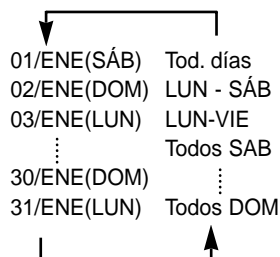 01/ENE(SÁB) Tod. días
02/ENE(DOM) LUN - SÁB
03/ENE(LUN) LUN-VIE
Todos SAB
30/ENE(DOM)
31/ENE(LUN) Todos DOM